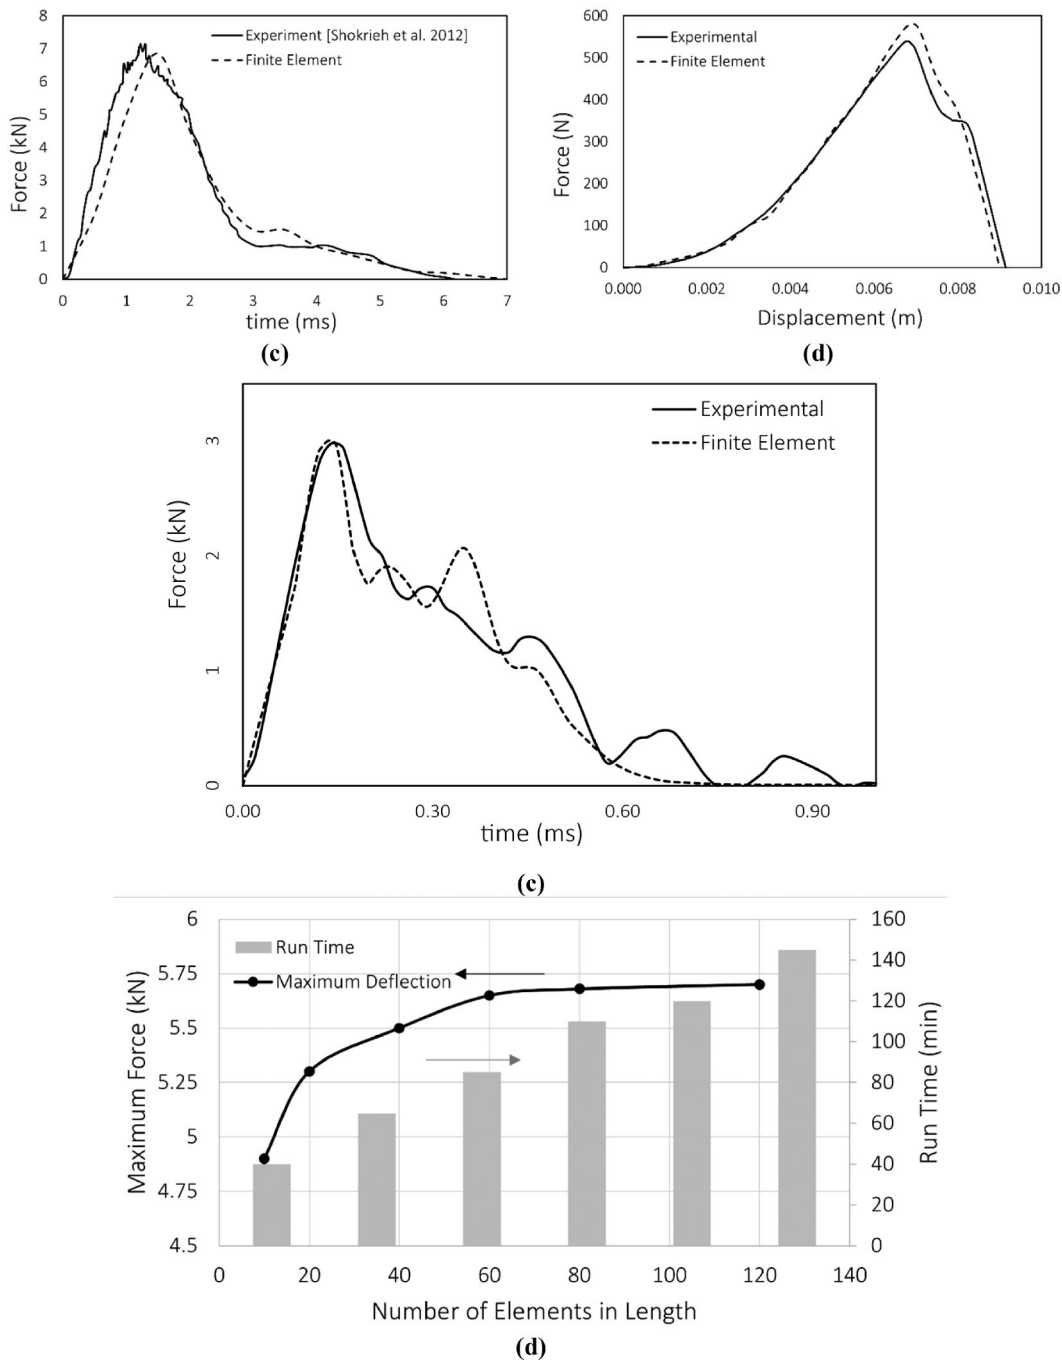 Force (kN)
8
7
6
5
4
3
2
1
0
Experiment [Shokrieh et al. 2012]
Finite Element
0 1 2 3 4 5 6 7
time (ms)
(c)
Force (N)
600
500
400
300
200
100
0
Experimental
Finite Element
0.000 0.002 0.004 0.006 0.008 0.010
Displacement (m)
(d)
Force (kN)
3
2
1
0
Experimental
Finite Element
0.00 0.30 0.60 0.90
time (ms)
(c)
Maximum Force (kN)
6
5.75
5.5
5.25
5
4.75
4.5
Run Time
Maximum Deflection
160
140
120
100
80
60
40
20
0
Run Time (min)
0 20 40 60 80 100 120 140
Number of Elements in Length
(d)